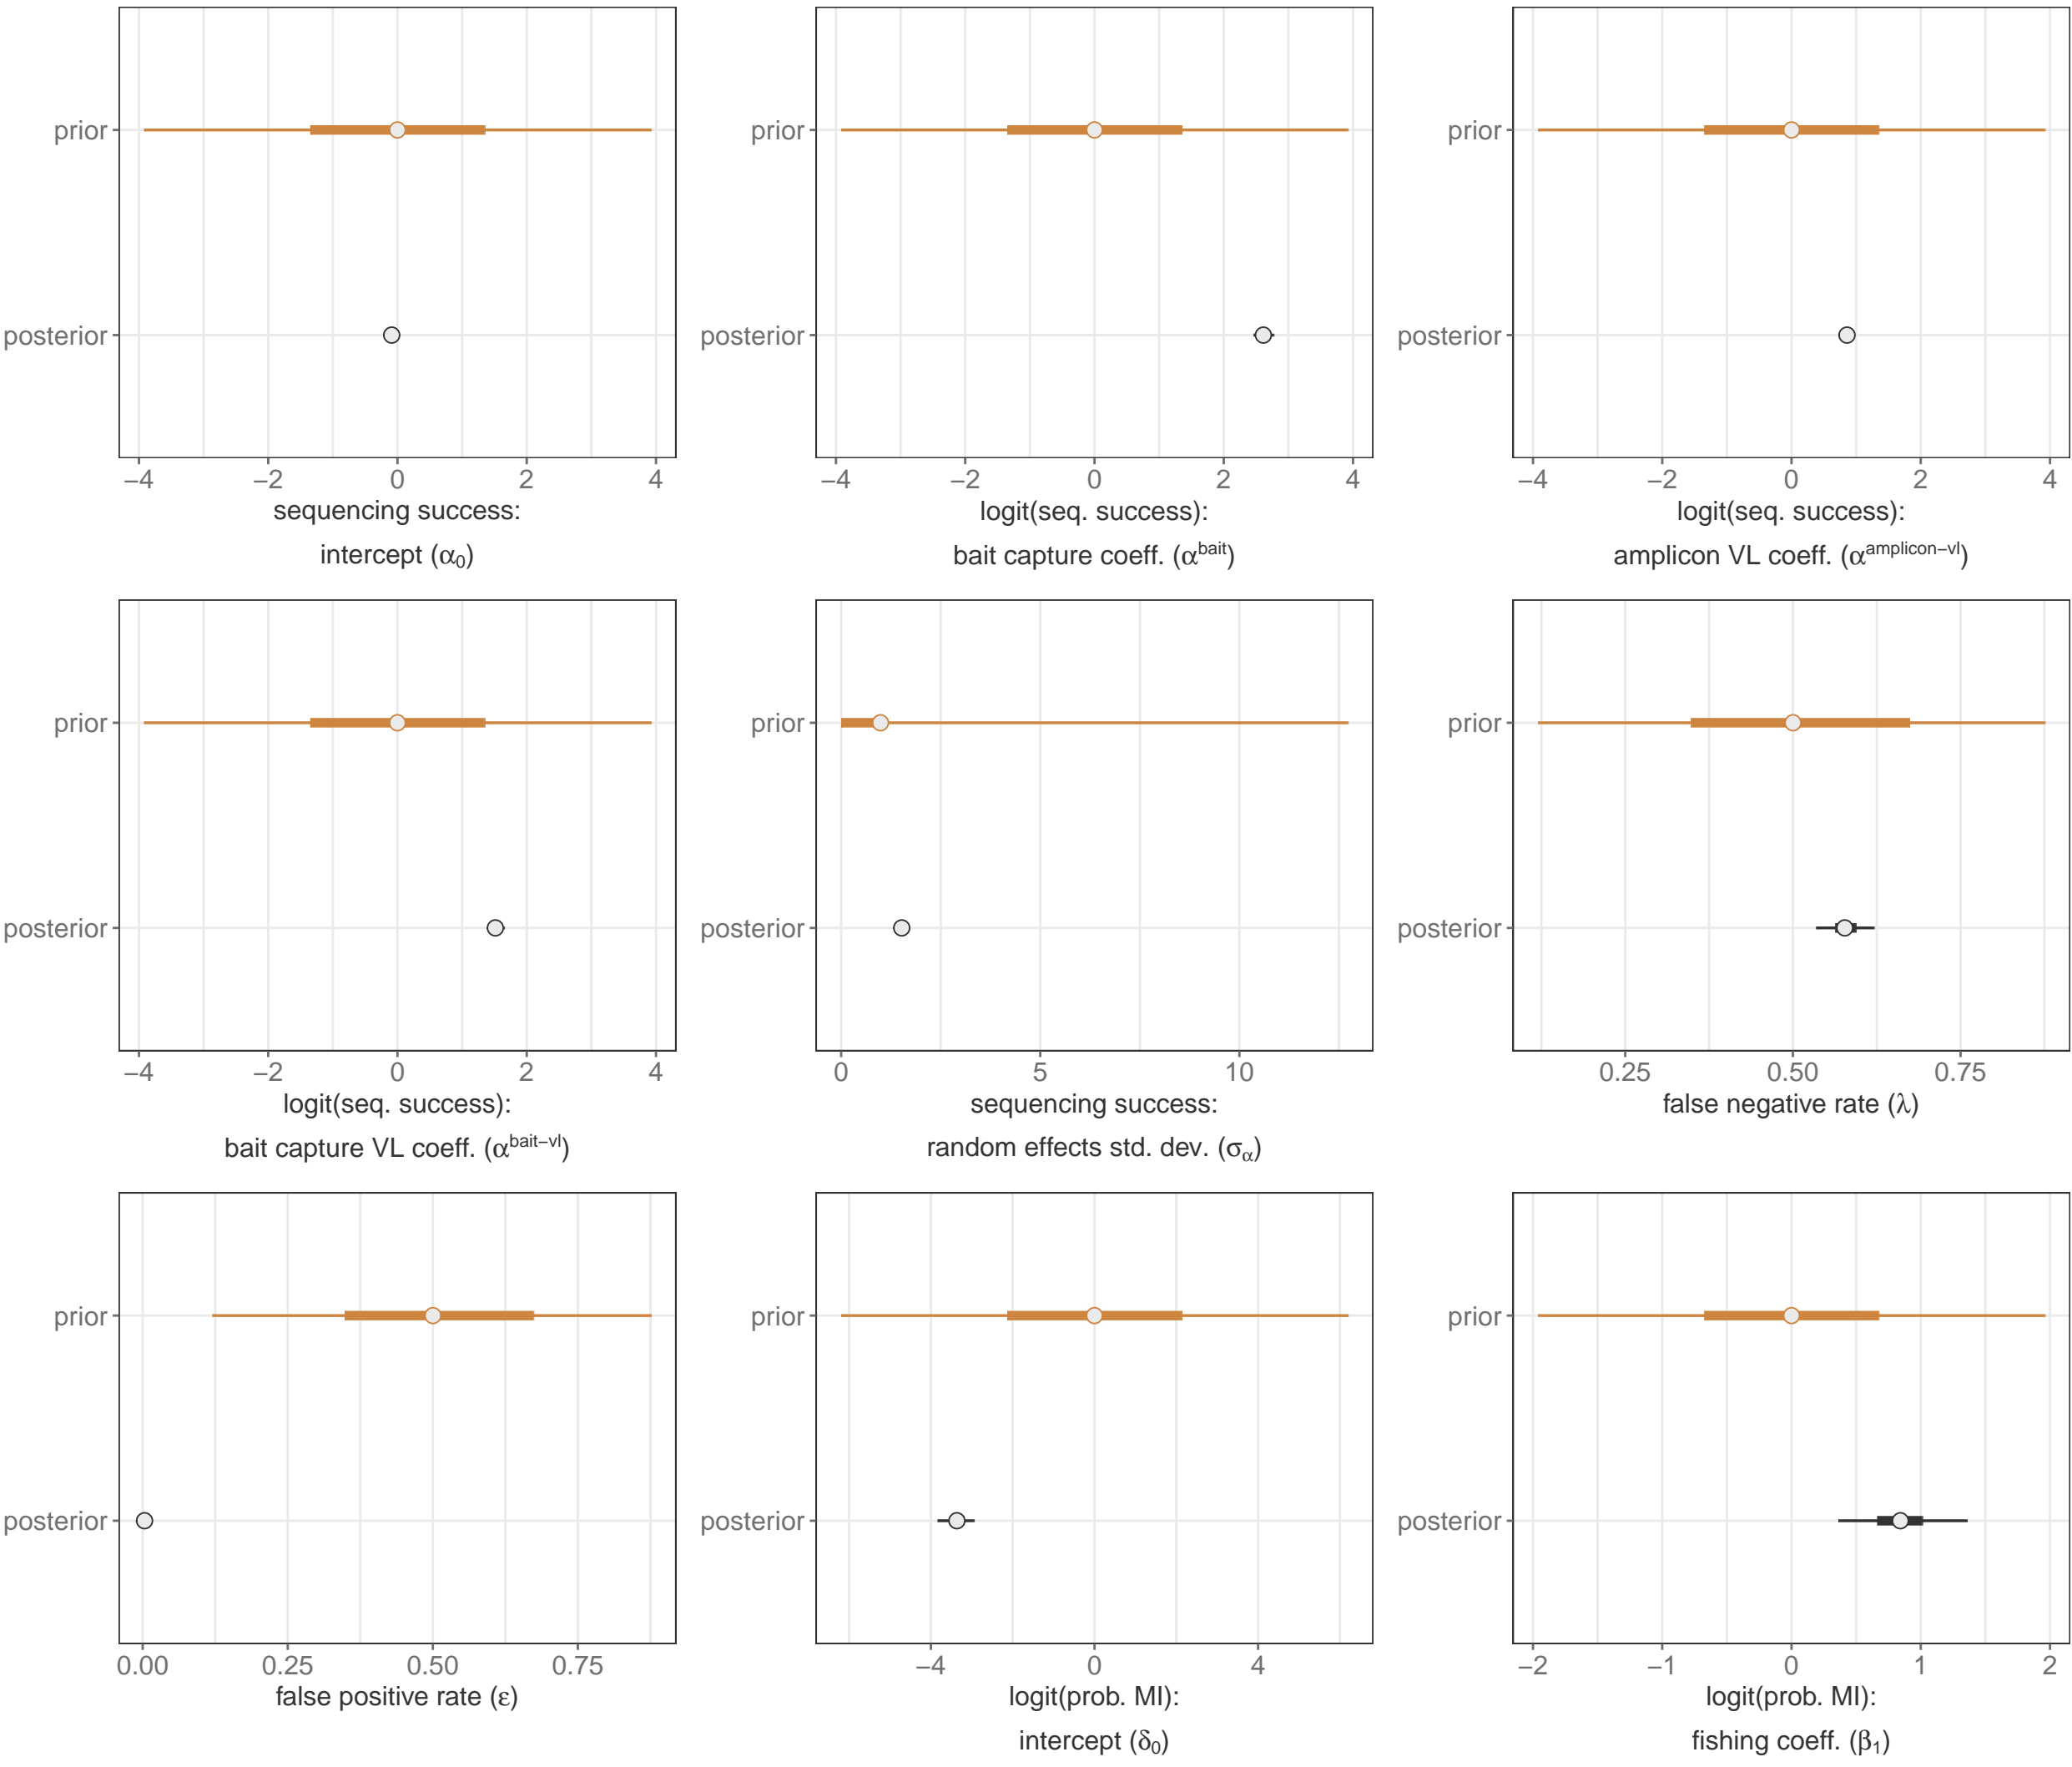 prior
posterior
−4 −2 0 2 4
sequencing success:
intercept (α0)
prior
posterior
−4 −2 0 2 4
logit(seq. success):
bait capture coeff. (α^bait)
prior
posterior
−4 −2 0 2 4
logit(seq. success):
amplicon VL coeff. (α^amplicon−vl)
prior
posterior
−4 −2 0 2 4
logit(seq. success):
bait capture VL coeff. (α^bait−vl)
prior
posterior
0 5 10
sequencing success:
random effects std. dev. (σα)
prior
posterior
0.25 0.50 0.75
false negative rate (λ)
prior
posterior
0.00 0.25 0.50 0.75
false positive rate (ε)
prior
posterior
−4 0 4
logit(prob. MI):
intercept (δ0)
prior
posterior
−2 −1 0 1 2
logit(prob. MI):
fishing coeff. (β1)